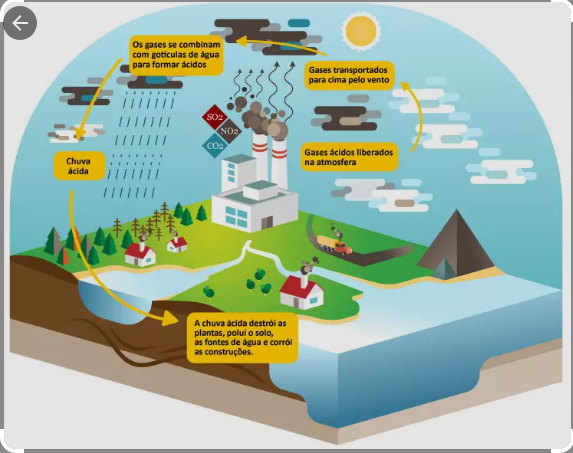 Os gases se combinam
com gotículas de água
para formar ácidos
Gases transportados
para cima pelo vento
SO2
NO2
CO2
Gases ácidos liberados
na atmosfera
Chuva
ácida
A chuva ácida destrói as
plantas, polui o solo,
as fontes de água e corrói
as construções.